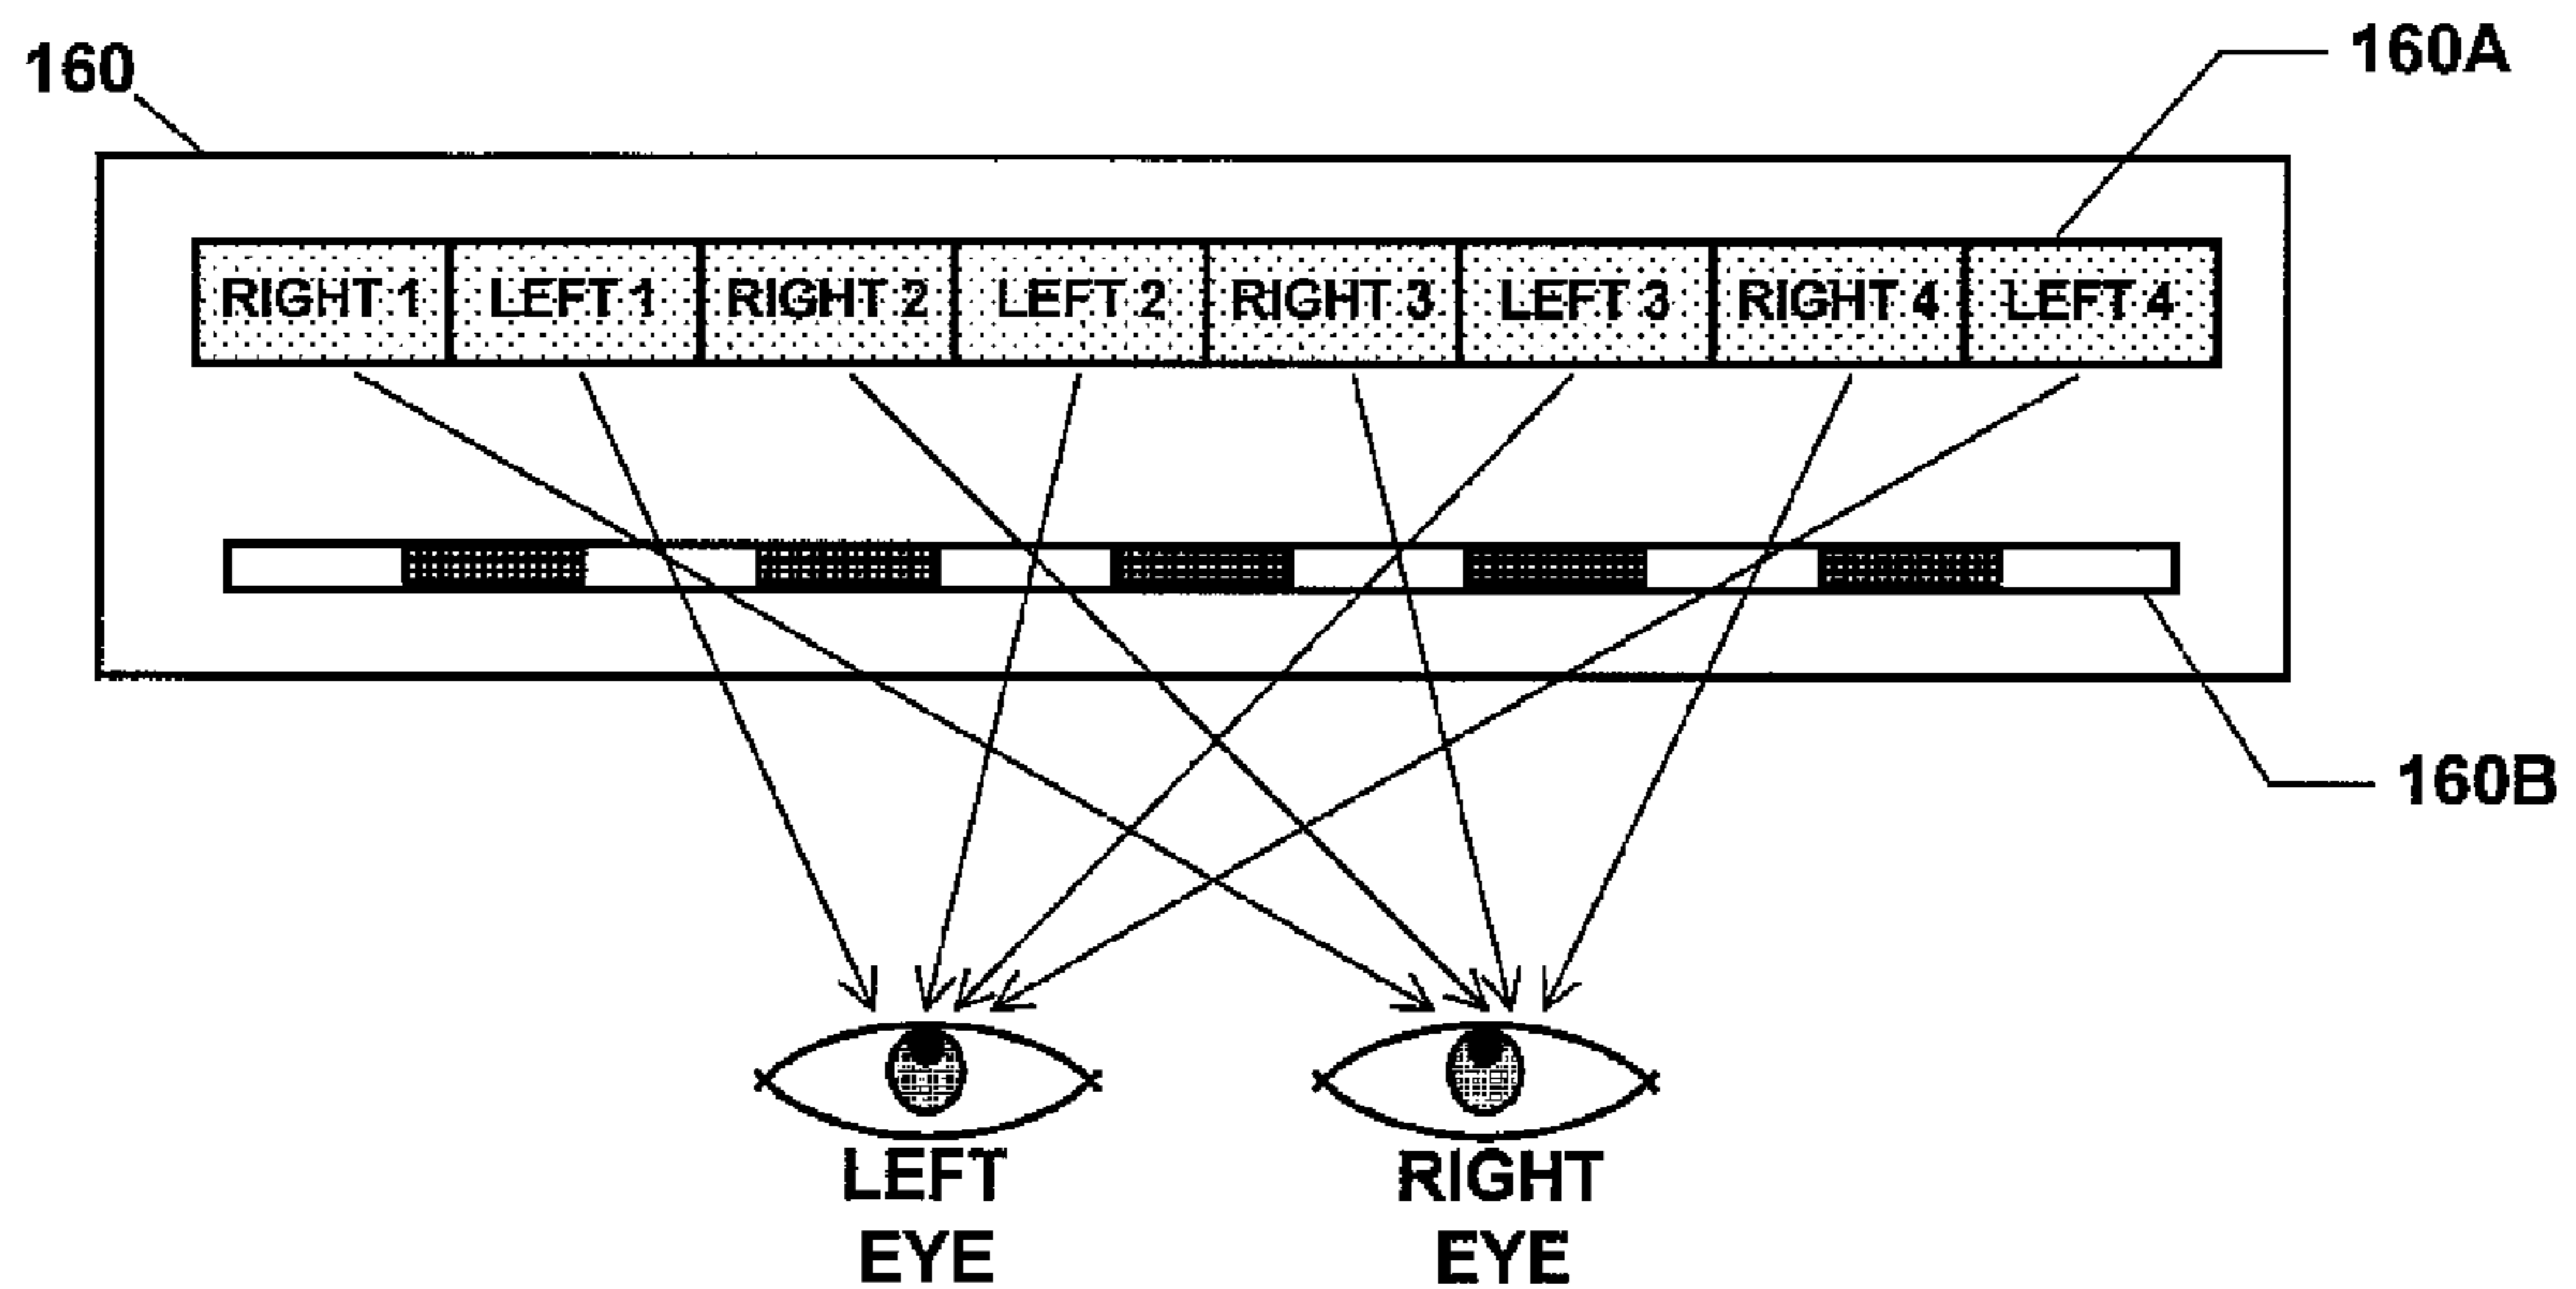 160
160A
RIGHT 1 LEFT 1 RIGHT 2 LEFT 2 RIGHT 3 LEFT 3 RIGHT 4 LEFT 4
160B
LEFT
EYE
RIGHT
EYE